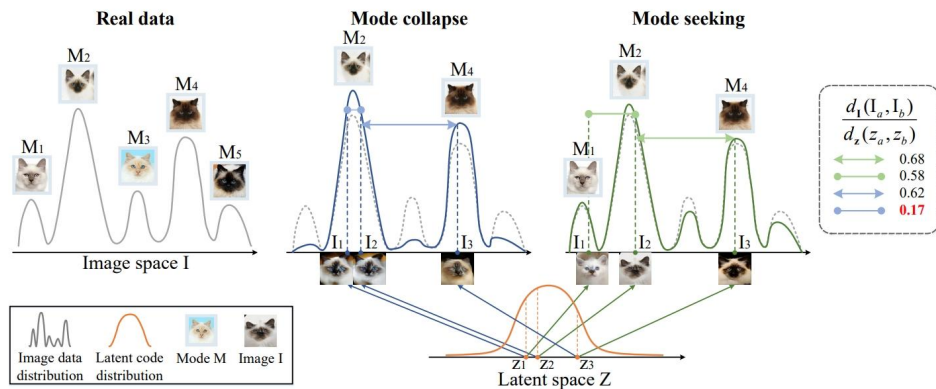 Real data
Mode collapse
Mode seeking
M1
M2
M3
M4
M5
Image space I
M2
M4
I1
I2
I3
M1
M2
M4
I1
I2
I3
d_I(I_a, I_b)
d_z(z_a, z_b)
0.68
0.58
0.62
0.17
Image data
distribution
Latent code
distribution
Mode M
Image I
Z1
Z2
Z3
Latent space Z